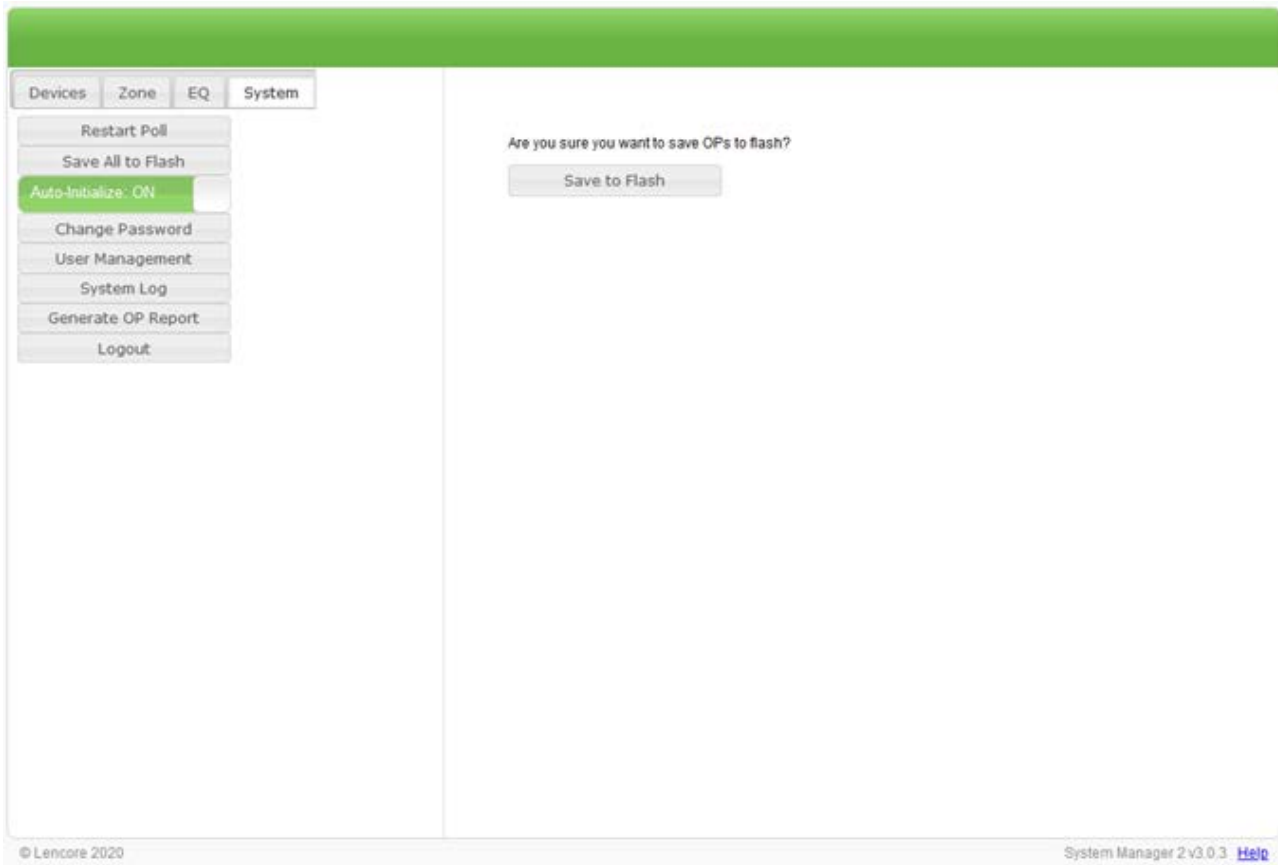 Devices Zone EQ System
Restart Poll
Save All to Flash
Auto-Initialize: ON
Change Password
User Management
System Log
Generate OP Report
Logout
Are you sure you want to save OPs to flash?
Save to Flash
© Lencore 2020
System Manager 2 v3.0.3 Help